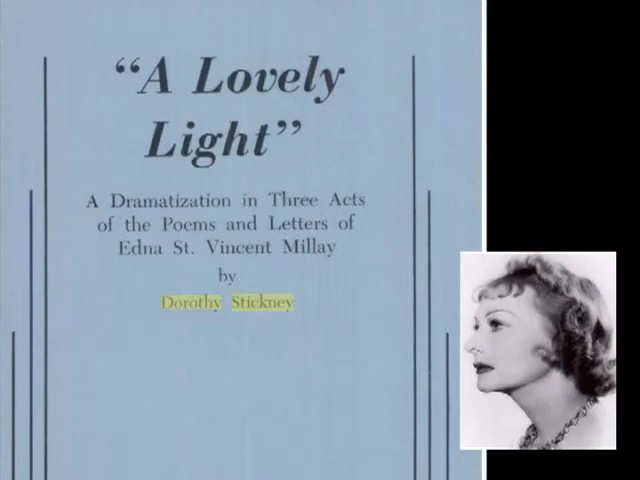 “A Lovely
Light”
A Dramatization in Three Acts
of the Poems and Letters of
Edna St. Vincent Millay
by
Dorothy Stickney